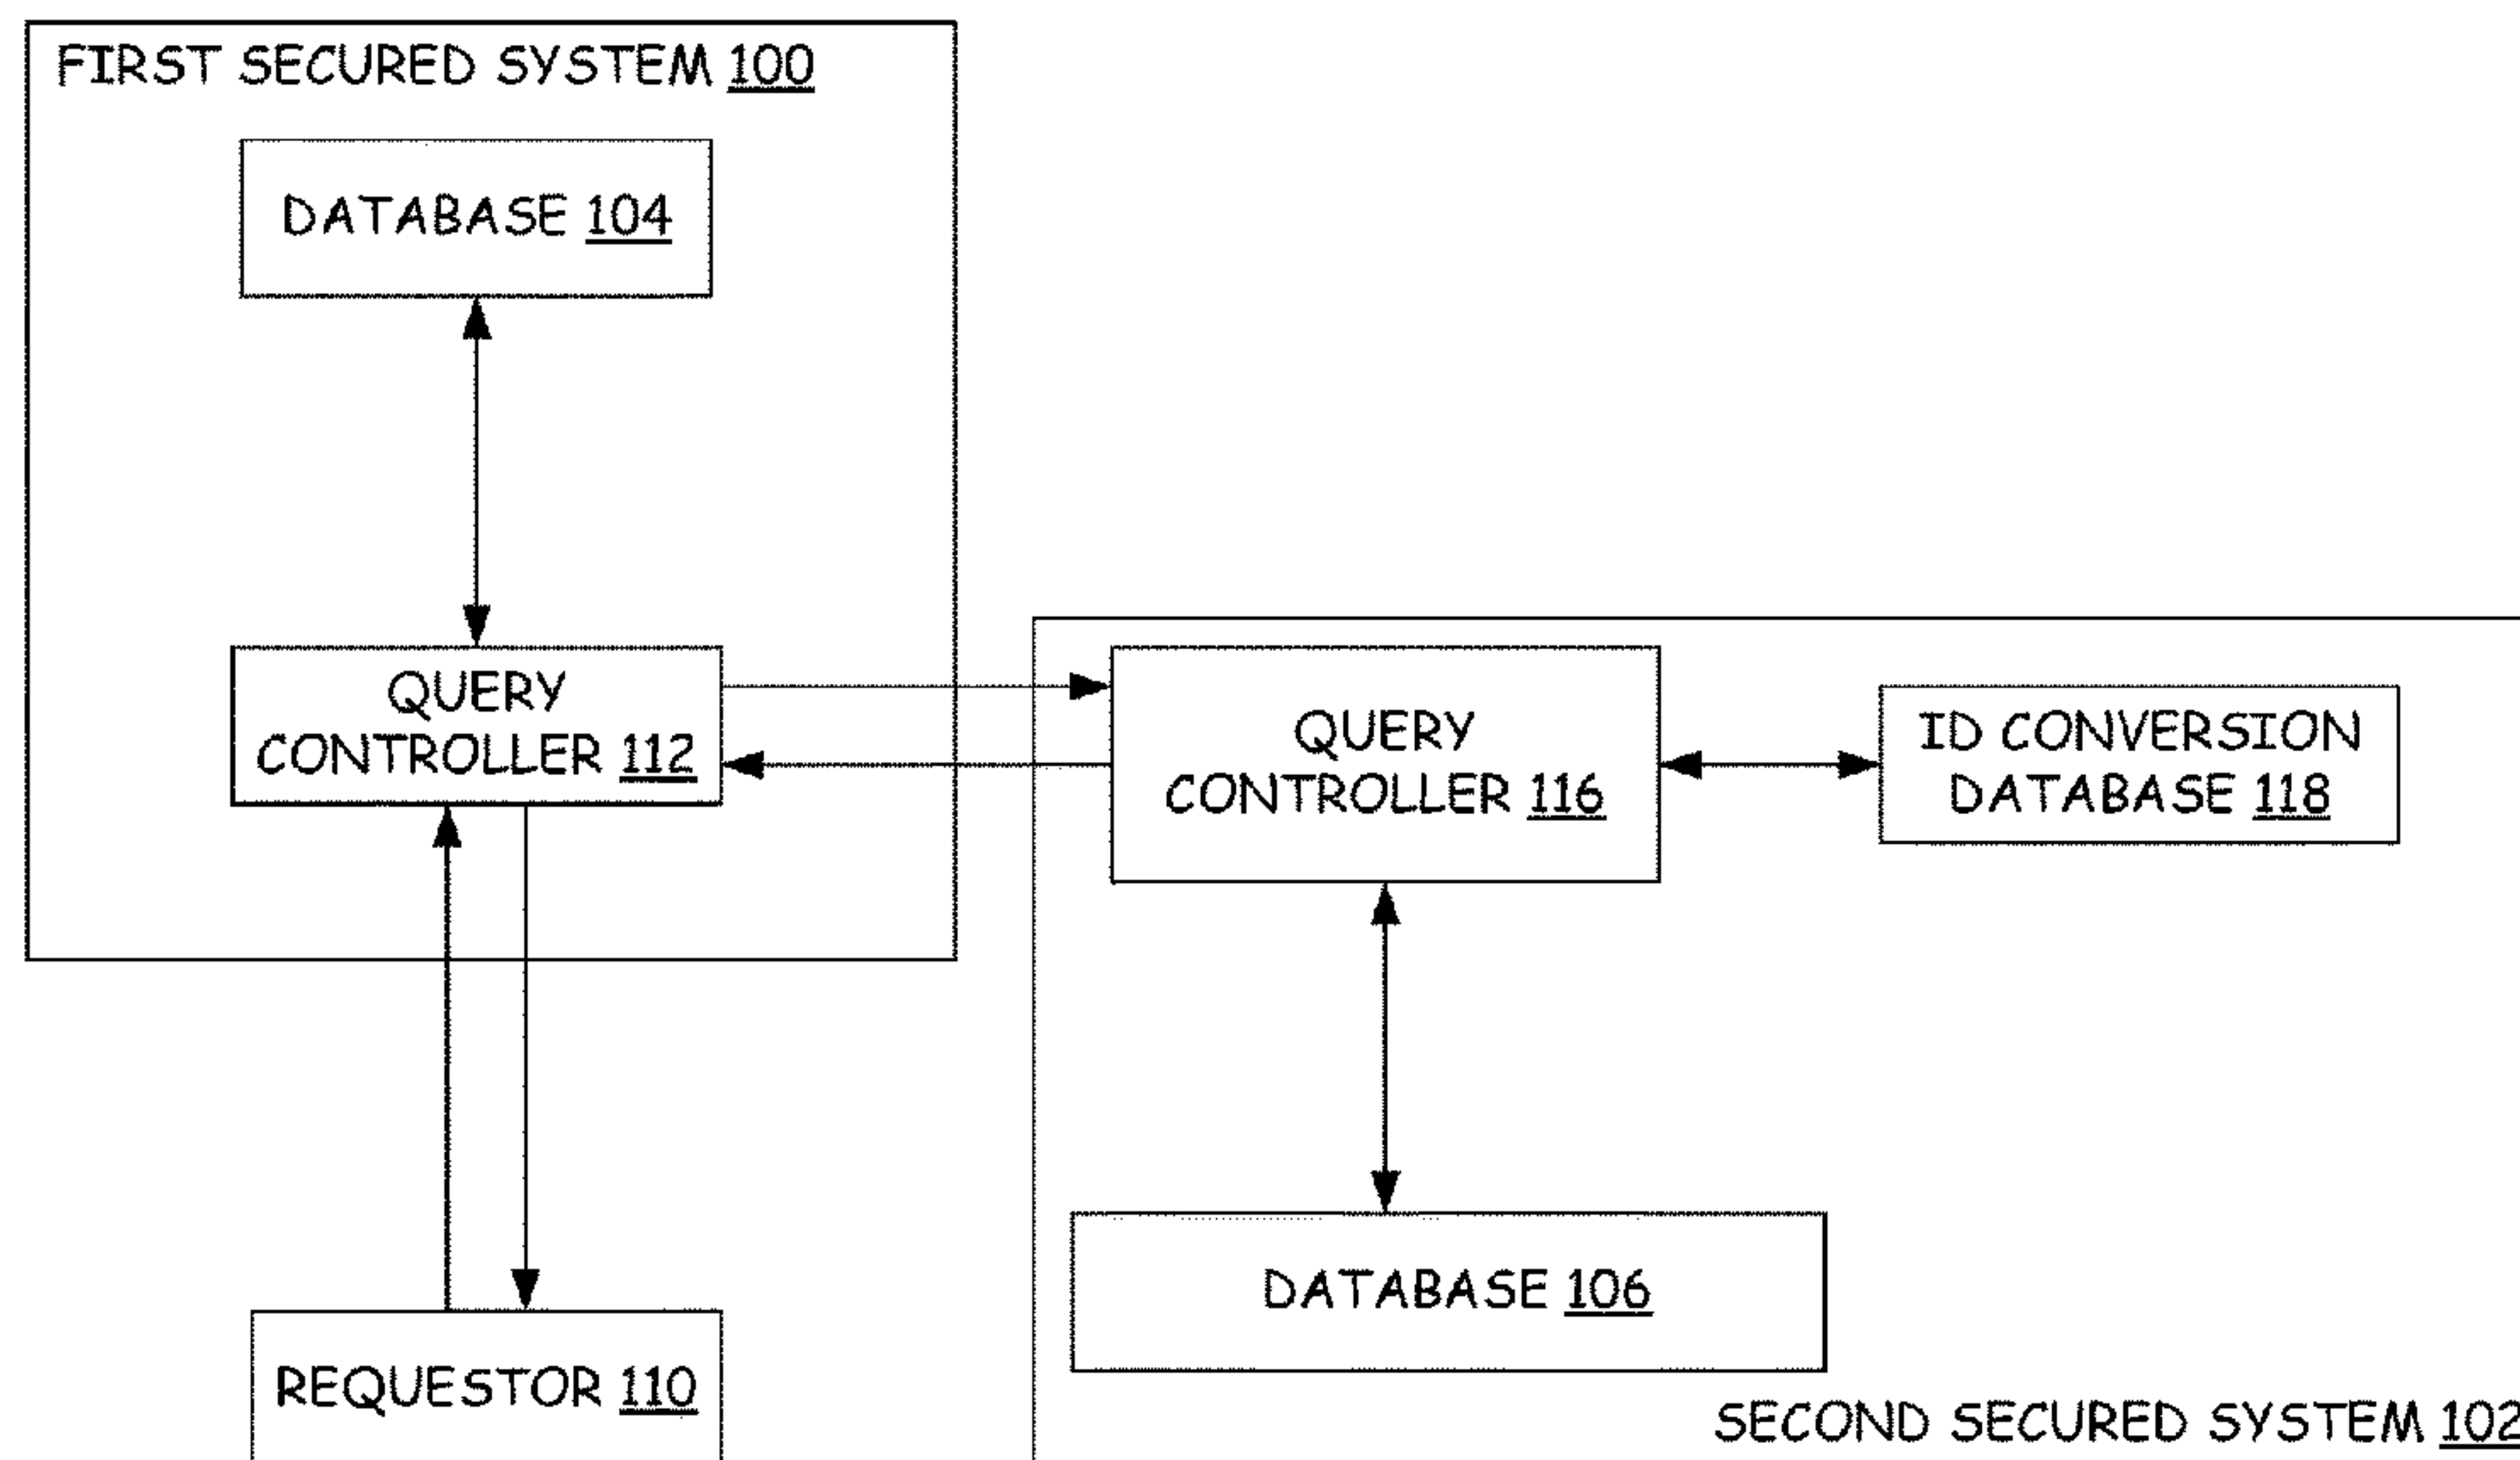 FIRST SECURED SYSTEM 100
DATABASE 104
QUERY
CONTROLLER 112
QUERY
CONTROLLER 116
ID CONVERSION
DATABASE 118
DATABASE 106
REQUESTOR 110
SECOND SECURED SYSTEM 102